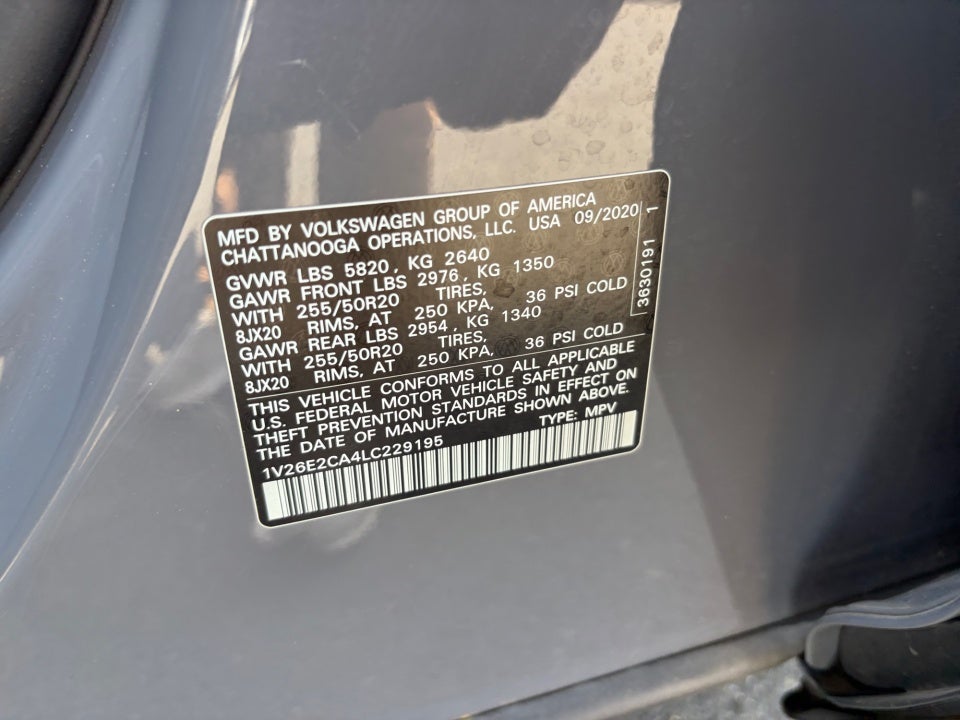 MFD BY VOLKSWAGEN GROUP OF AMERICA
CHATTANOOGA OPERATIONS, LLC. USA 09/2020
GVWR LBS 5820, KG 2640
GAWR FRONT LBS 2976, KG 1350
WITH 255/50R20 TIRES,
8JX20 RIMS, AT 250 KPA, 36 PSI COLD
GAWR REAR LBS 2954, KG 1340
WITH 255/50R20 TIRES,
8JX20 RIMS, AT 250 KPA, 36 PSI COLD
THIS VEHICLE CONFORMS TO ALL APPLICABLE
U.S. FEDERAL MOTOR VEHICLE SAFETY AND
THEFT PREVENTION STANDARDS IN EFFECT ON
THE DATE OF MANUFACTURE SHOWN ABOVE.
1V26E2CA4LC229195 TYPE: MPV
3630191 1